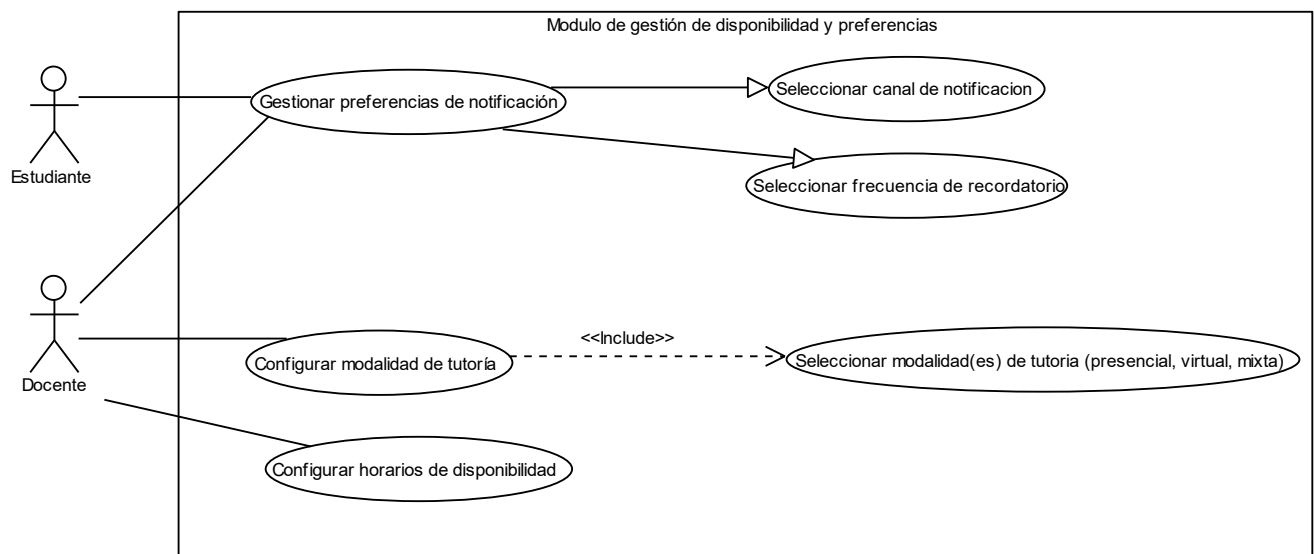 Modulo de gestión de disponibilidad y preferencias
Gestionar preferencias de notificación
Seleccionar canal de notificacion
Estudiante
Seleccionar frecuencia de recordatorio
Docente
Configurar modalidad de tutoría
<<Include>>
Seleccionar modalidad(es) de tutoria (presencial, virtual, mixta)
Configurar horarios de disponibilidad